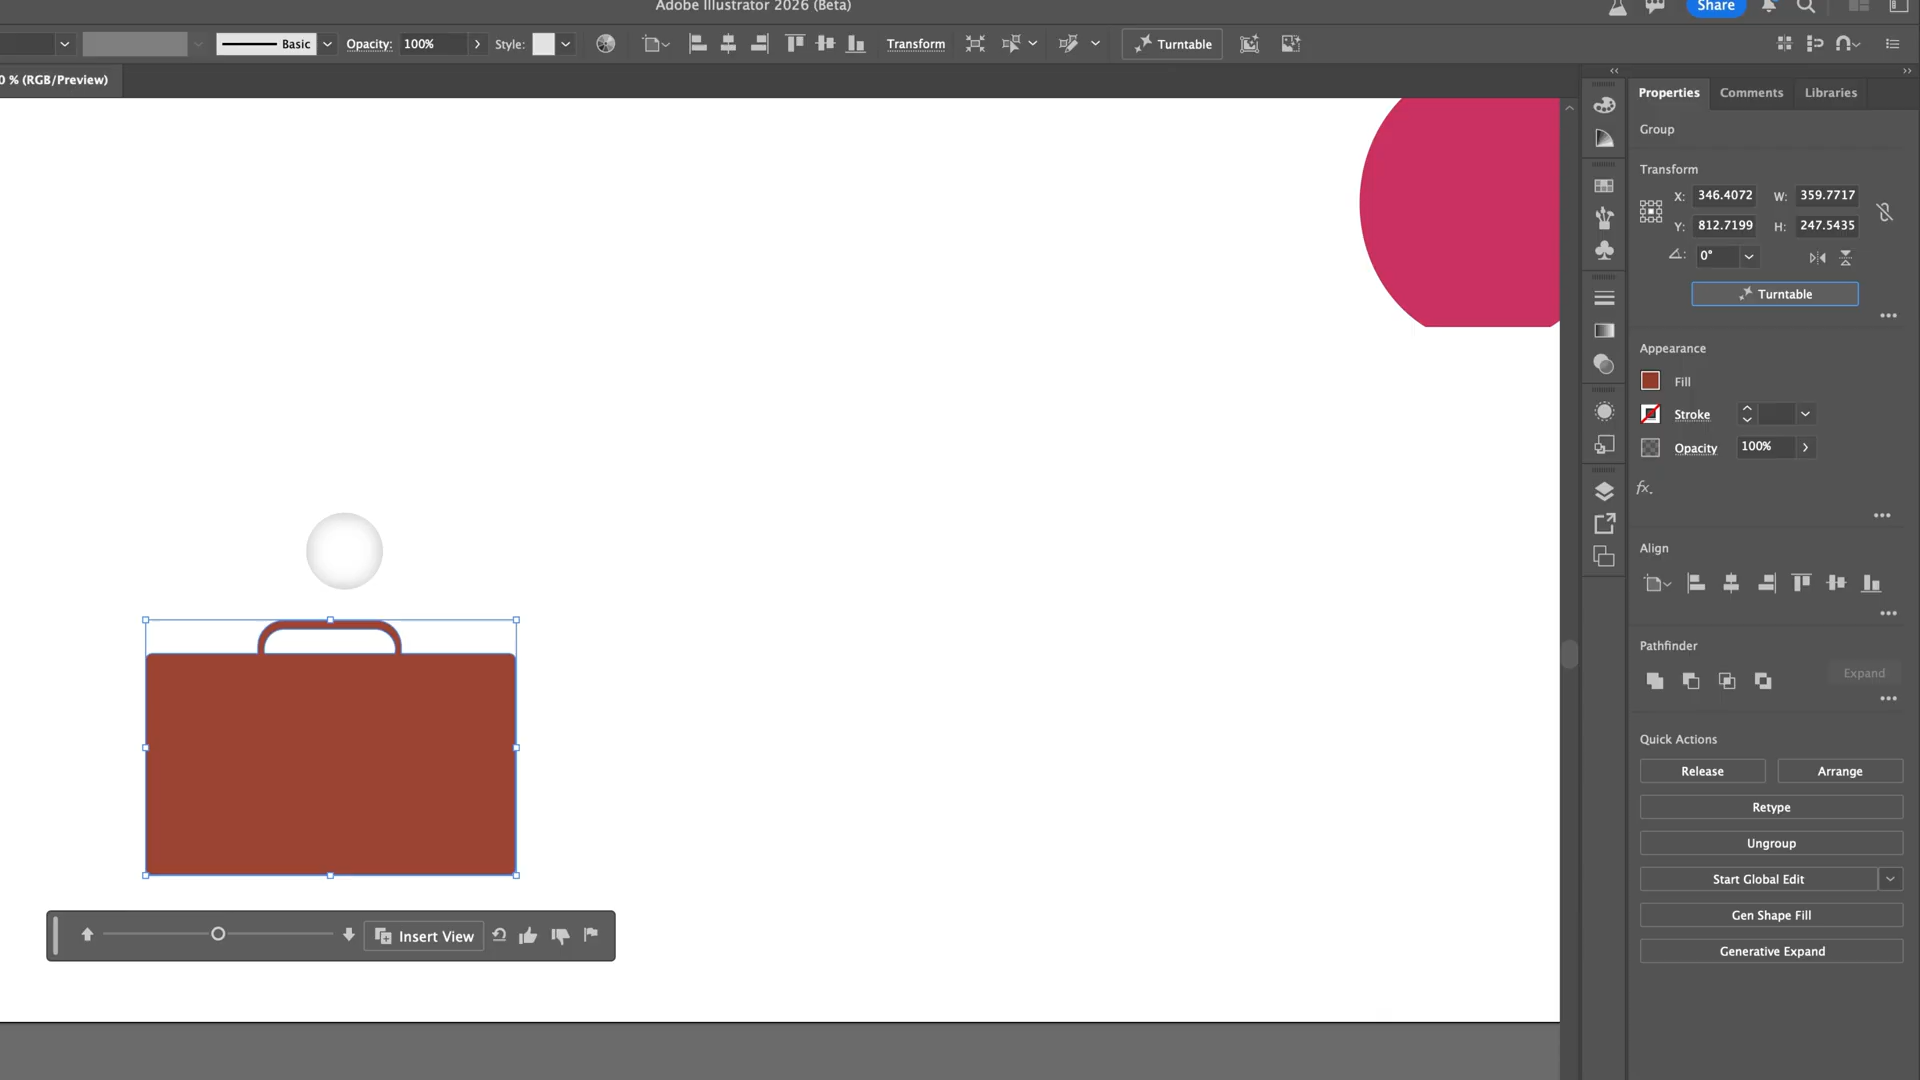 Adobe Illustrator 2026 (Beta)
Share
Basic
Opacity:
100%
Style:
Transform
Turntable
0 % (RGB/Preview)
Properties
Comments
Libraries
Group
Transform
X:
346.4072
W:
359.7717
Y:
812.7199
H:
247.5435
0°
Turntable
Appearance
Fill
Stroke
Opacity
100%
fx.
Align
Pathfinder
Expand
Quick Actions
Release
Arrange
Retype
Ungroup
Start Global Edit
Gen Shape Fill
Generative Expand
Insert View